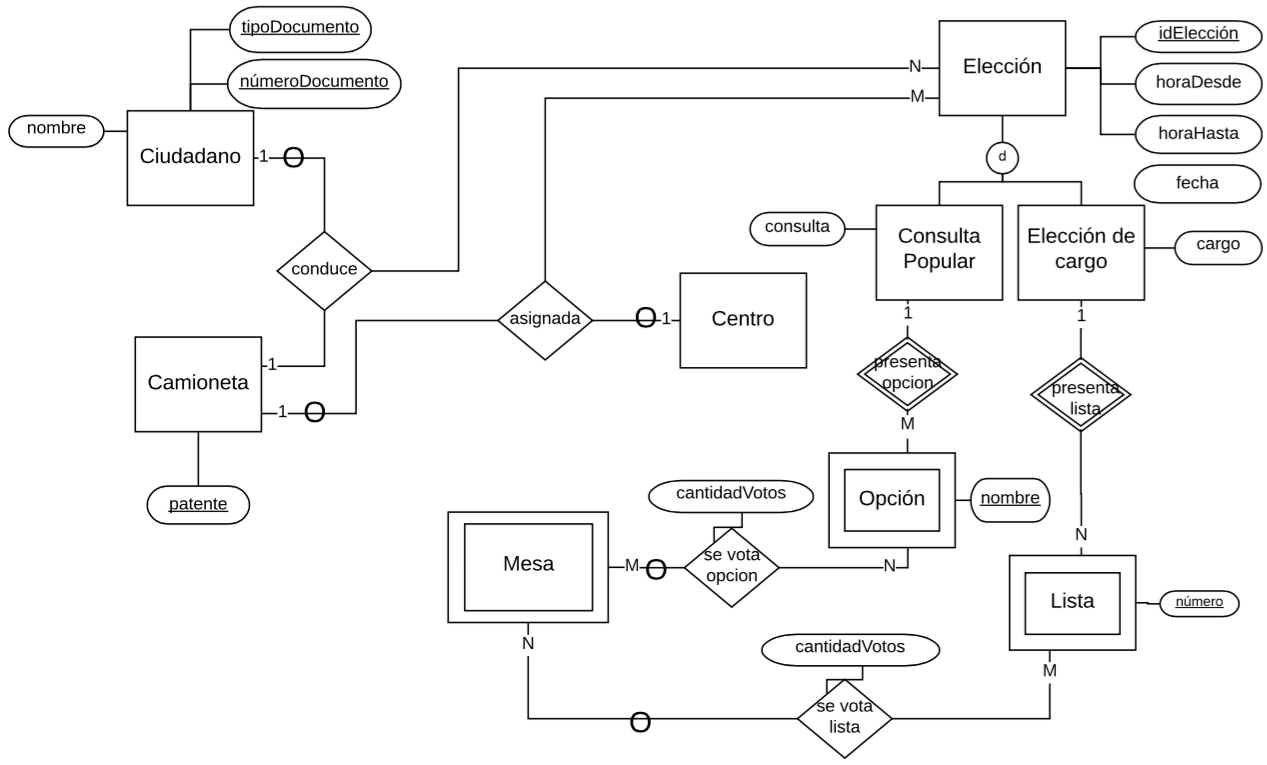 tipoDocumento
númeroDocumento
nombre
Ciudadano
1
O
conduce
N
M
Elección
idElección
horaDesde
horaHasta
fecha
d
consulta
Consulta
Popular
Elección de
cargo
cargo
asignada
O
1
Centro
Camioneta
1
1
O
patente
1
presenta
opcion
M
1
presenta
lista
N
Opción
nombre
cantidadVotos
Mesa
M
O
se vota
opcion
N
Lista
número
N
cantidadVotos
M
O
se vota
lista